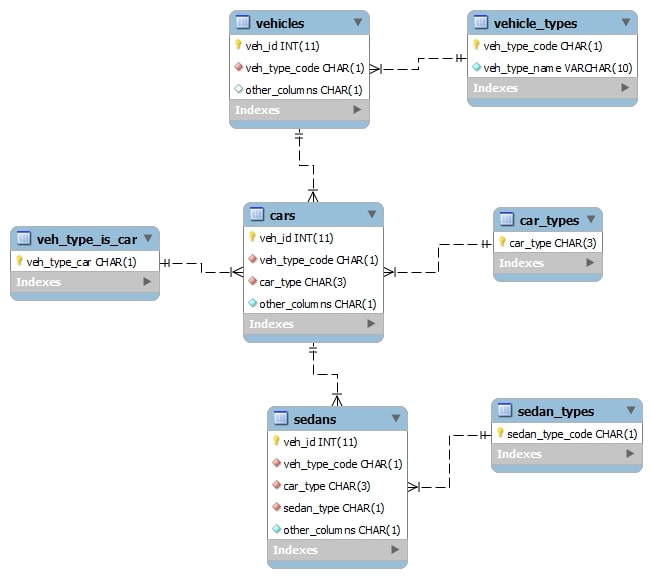 vehicles
veh_id INT(11)
veh_type_code CHAR(1)
other_columns CHAR(1)
Indexes
vehicle_types
veh_type_code CHAR(1)
veh_type_name VARCHAR(10)
Indexes
cars
veh_id INT(11)
veh_type_code CHAR(1)
car_type CHAR(3)
other_columns CHAR(1)
Indexes
veh_type_is_car
veh_type_car CHAR(1)
Indexes
car_types
car_type CHAR(3)
Indexes
sedans
veh_id INT(11)
veh_type_code CHAR(1)
car_type CHAR(3)
sedan_type CHAR(1)
other_columns CHAR(1)
Indexes
sedan_types
sedan_type_code CHAR(1)
Indexes